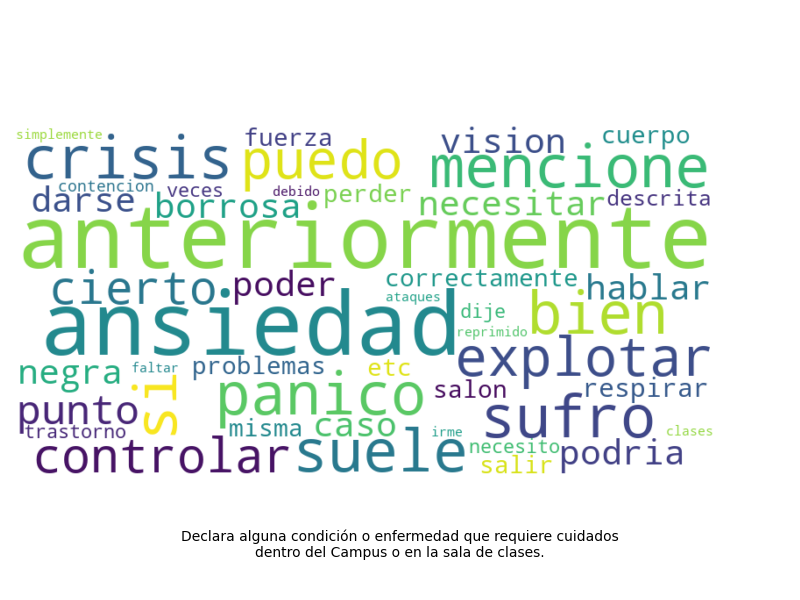 simplemente
crisis fuerza puedo vision cuerpo
mencione
contencion veces debido perder
darse borrosa necesitar descrita
anteriormente
cierto poder correctamente hablar
ataques
ansiedad dije bien
reprimido
explotar
negra faltar problemas etc
si panico salon respirar
punto sufro
trastorno misma caso irme clases
controlar suele necesito podria
salir
Declara alguna condición o enfermedad que requiere cuidados
dentro del Campus o en la sala de clases.